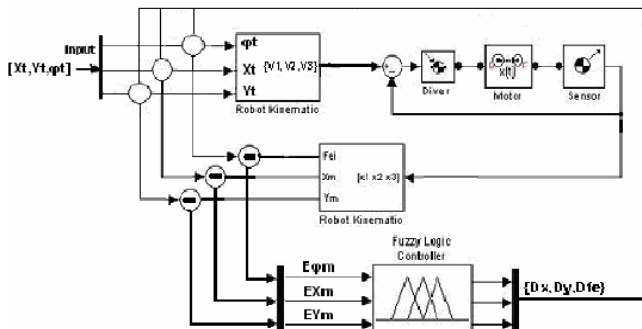 Input
[Xt,Yt,φt]
φt
Xt
Yt
{V1, V2, V3}
Robot Kinematic
Diver
x(t)
Motor
Sensor
Fei
Xm
Ym
[x1 x2 x3]
Robot Kinematic
Fuzzy Logic
Controller
Eφm
EXm
EYm
{Dx,Dy,Dfe}